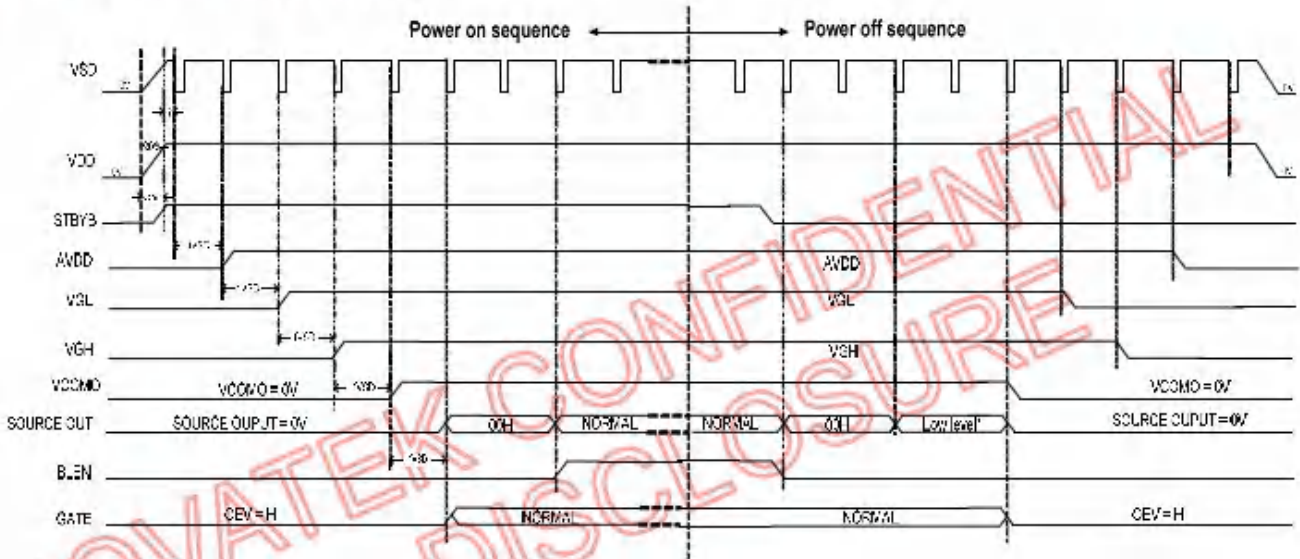 Power on sequence
Power off sequence
VSD
VDD
STBYB
AVDD
AVDD
VGL
VGL
VGH
VGH
VCOMO
VCOMO = 0V
VCOMO = 0V
SOURCE OUT
SOURCE OUPUT = 0V
00H
NORMAL
NORMAL
00H
Low level*
SOURCE OUPUT = 0V
BLEN
GATE
OEV = H
NORMAL
NORMAL
OEV = H
OVATEK CONFIDENTIAL
DISCLOSURE